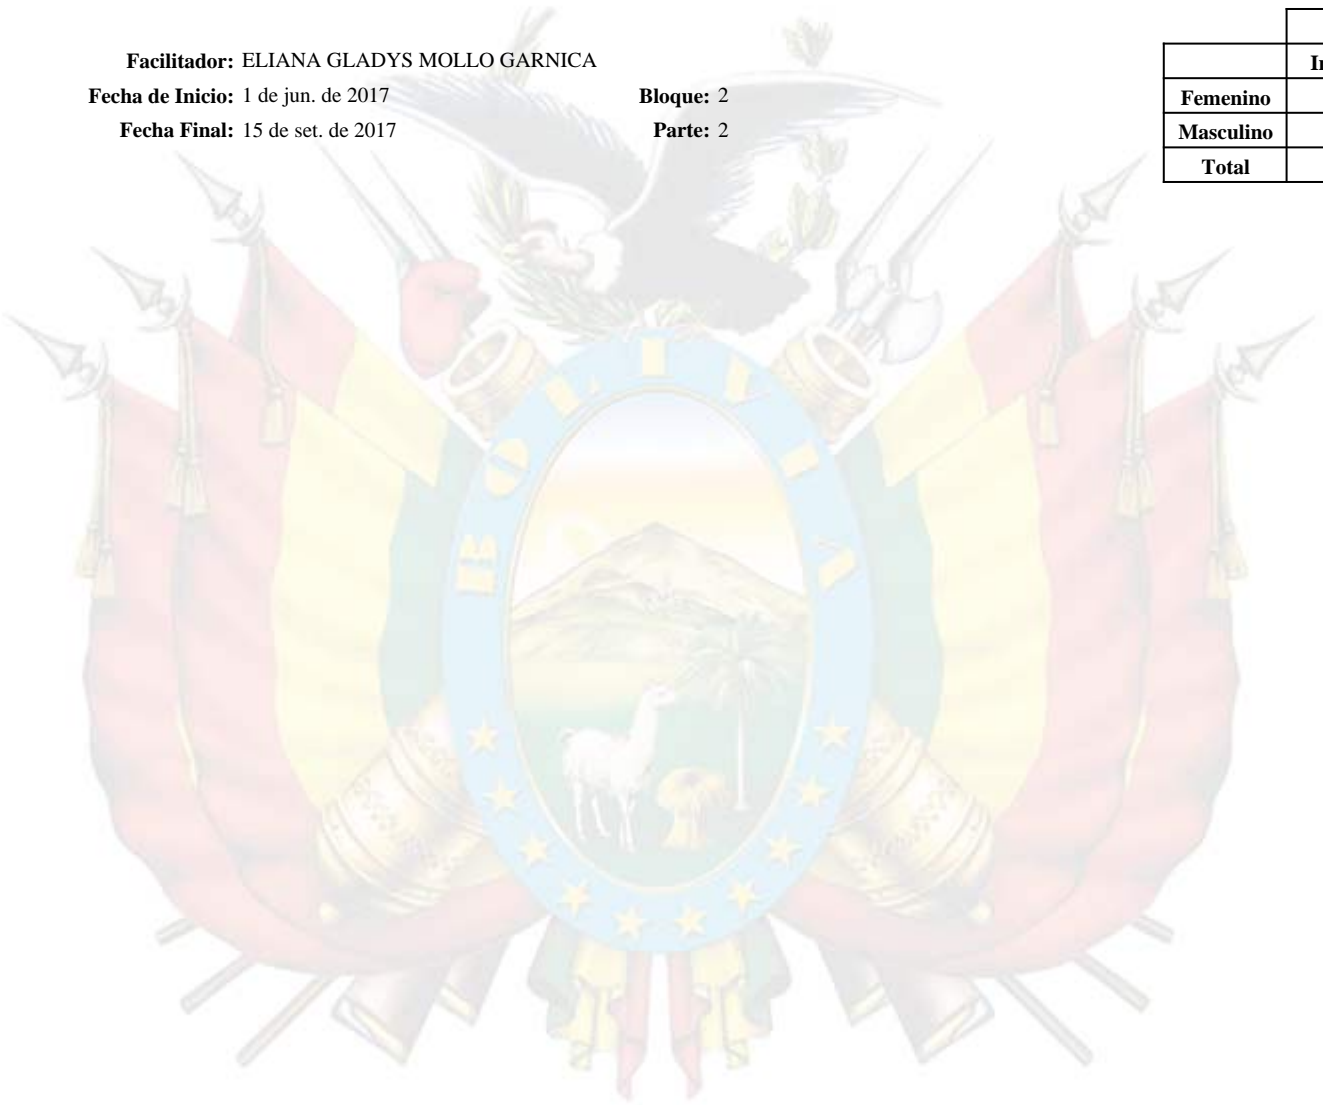 Facilitador: ELIANA GLADYS MOLLO GARNICA
Fecha de Inicio: 1 de jun. de 2017 Bloque: 2
Fecha Final: 15 de set. de 2017 Parte: 2
Femenino
Masculino
Total
BOLIVIA